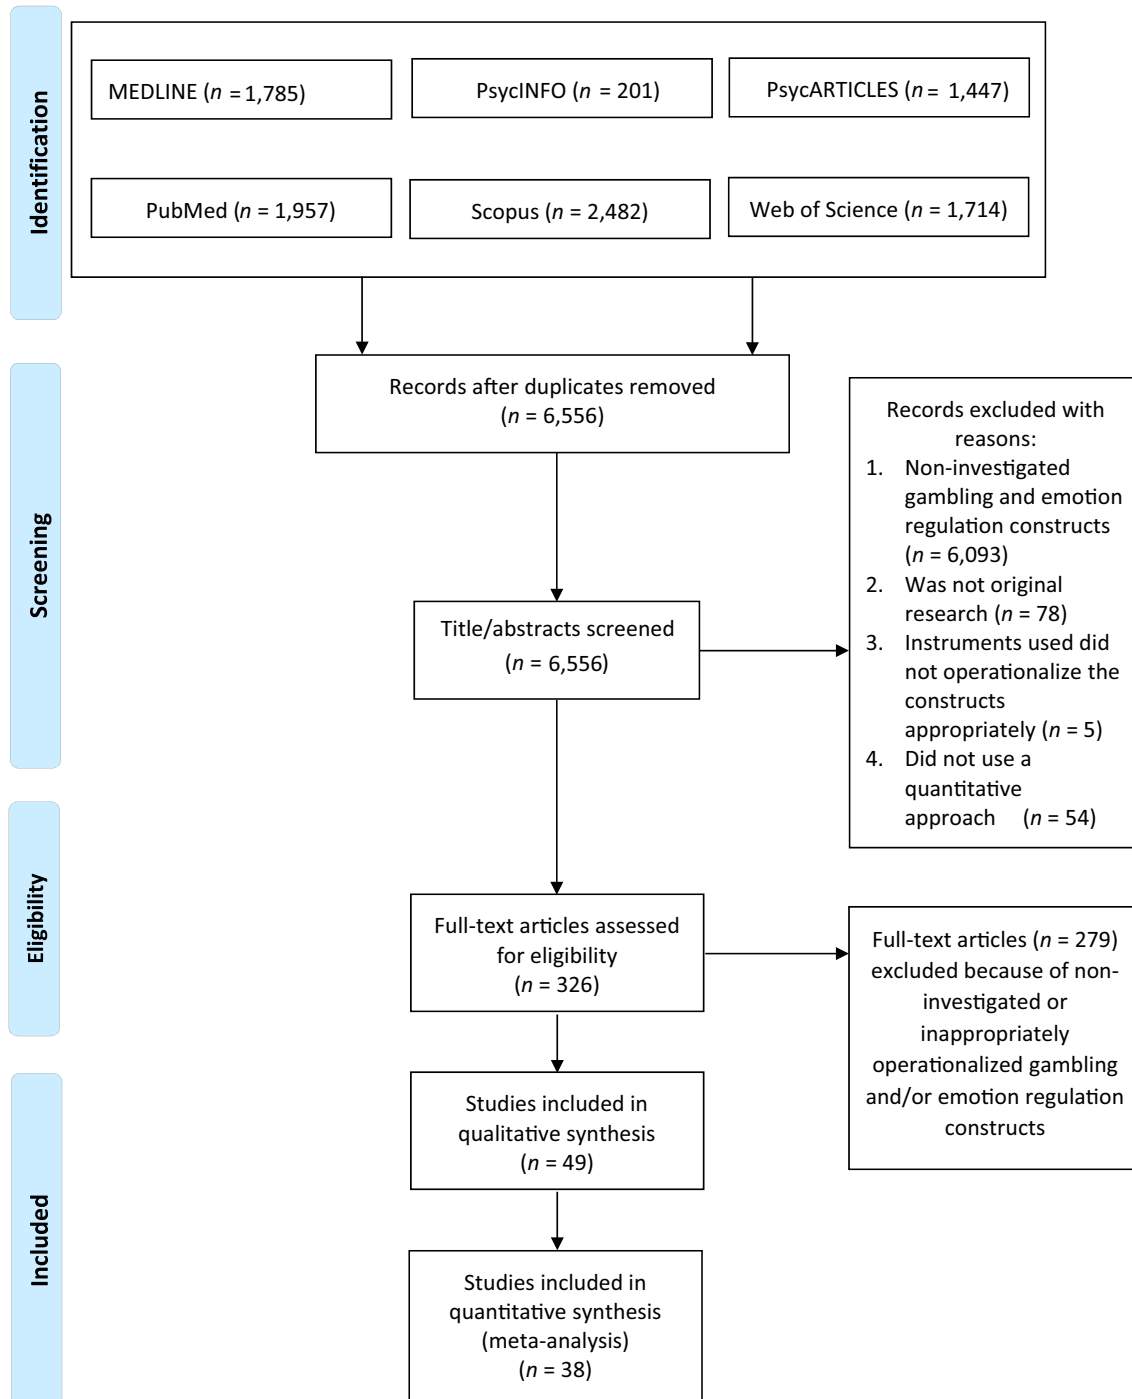 Identification
MEDLINE (n = 1,785)
PsycINFO (n = 201)
PsycARTICLES (n = 1,447)
PubMed (n = 1,957)
Scopus (n = 2,482)
Web of Science (n = 1,714)
Screening
Records after duplicates removed
(n = 6,556)
Title/abstracts screened
(n = 6,556)
Records excluded with
reasons:
1. Non-investigated
gambling and emotion
regulation constructs
(n = 6,093)
2. Was not original
research (n = 78)
3. Instruments used did
not operationalize the
constructs
appropriately (n = 5)
4. Did not use a
quantitative
approach (n = 54)
Eligibility
Full-text articles assessed
for eligibility
(n = 326)
Full-text articles (n = 279)
excluded because of non-
investigated or
inappropriately
operationalized gambling
and/or emotion regulation
constructs
Included
Studies included in
qualitative synthesis
(n = 49)
Studies included in
quantitative synthesis
(meta-analysis)
(n = 38)